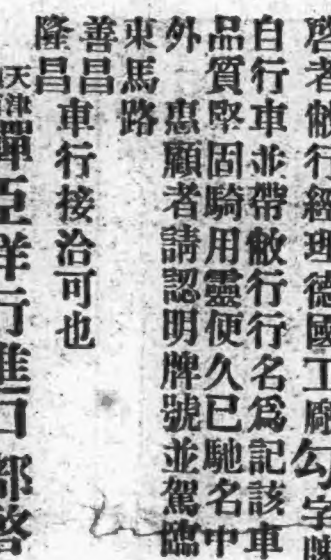 啓者敝行經理德國工廠勾字牌
自行車並帶敝行行名爲記該車
品質堅固騎用靈便久已馳名中
外 惠顧者請認明牌號並駕臨
東馬路
善昌
隆昌
車行接洽可也
天津
禪臣洋行進口部啓